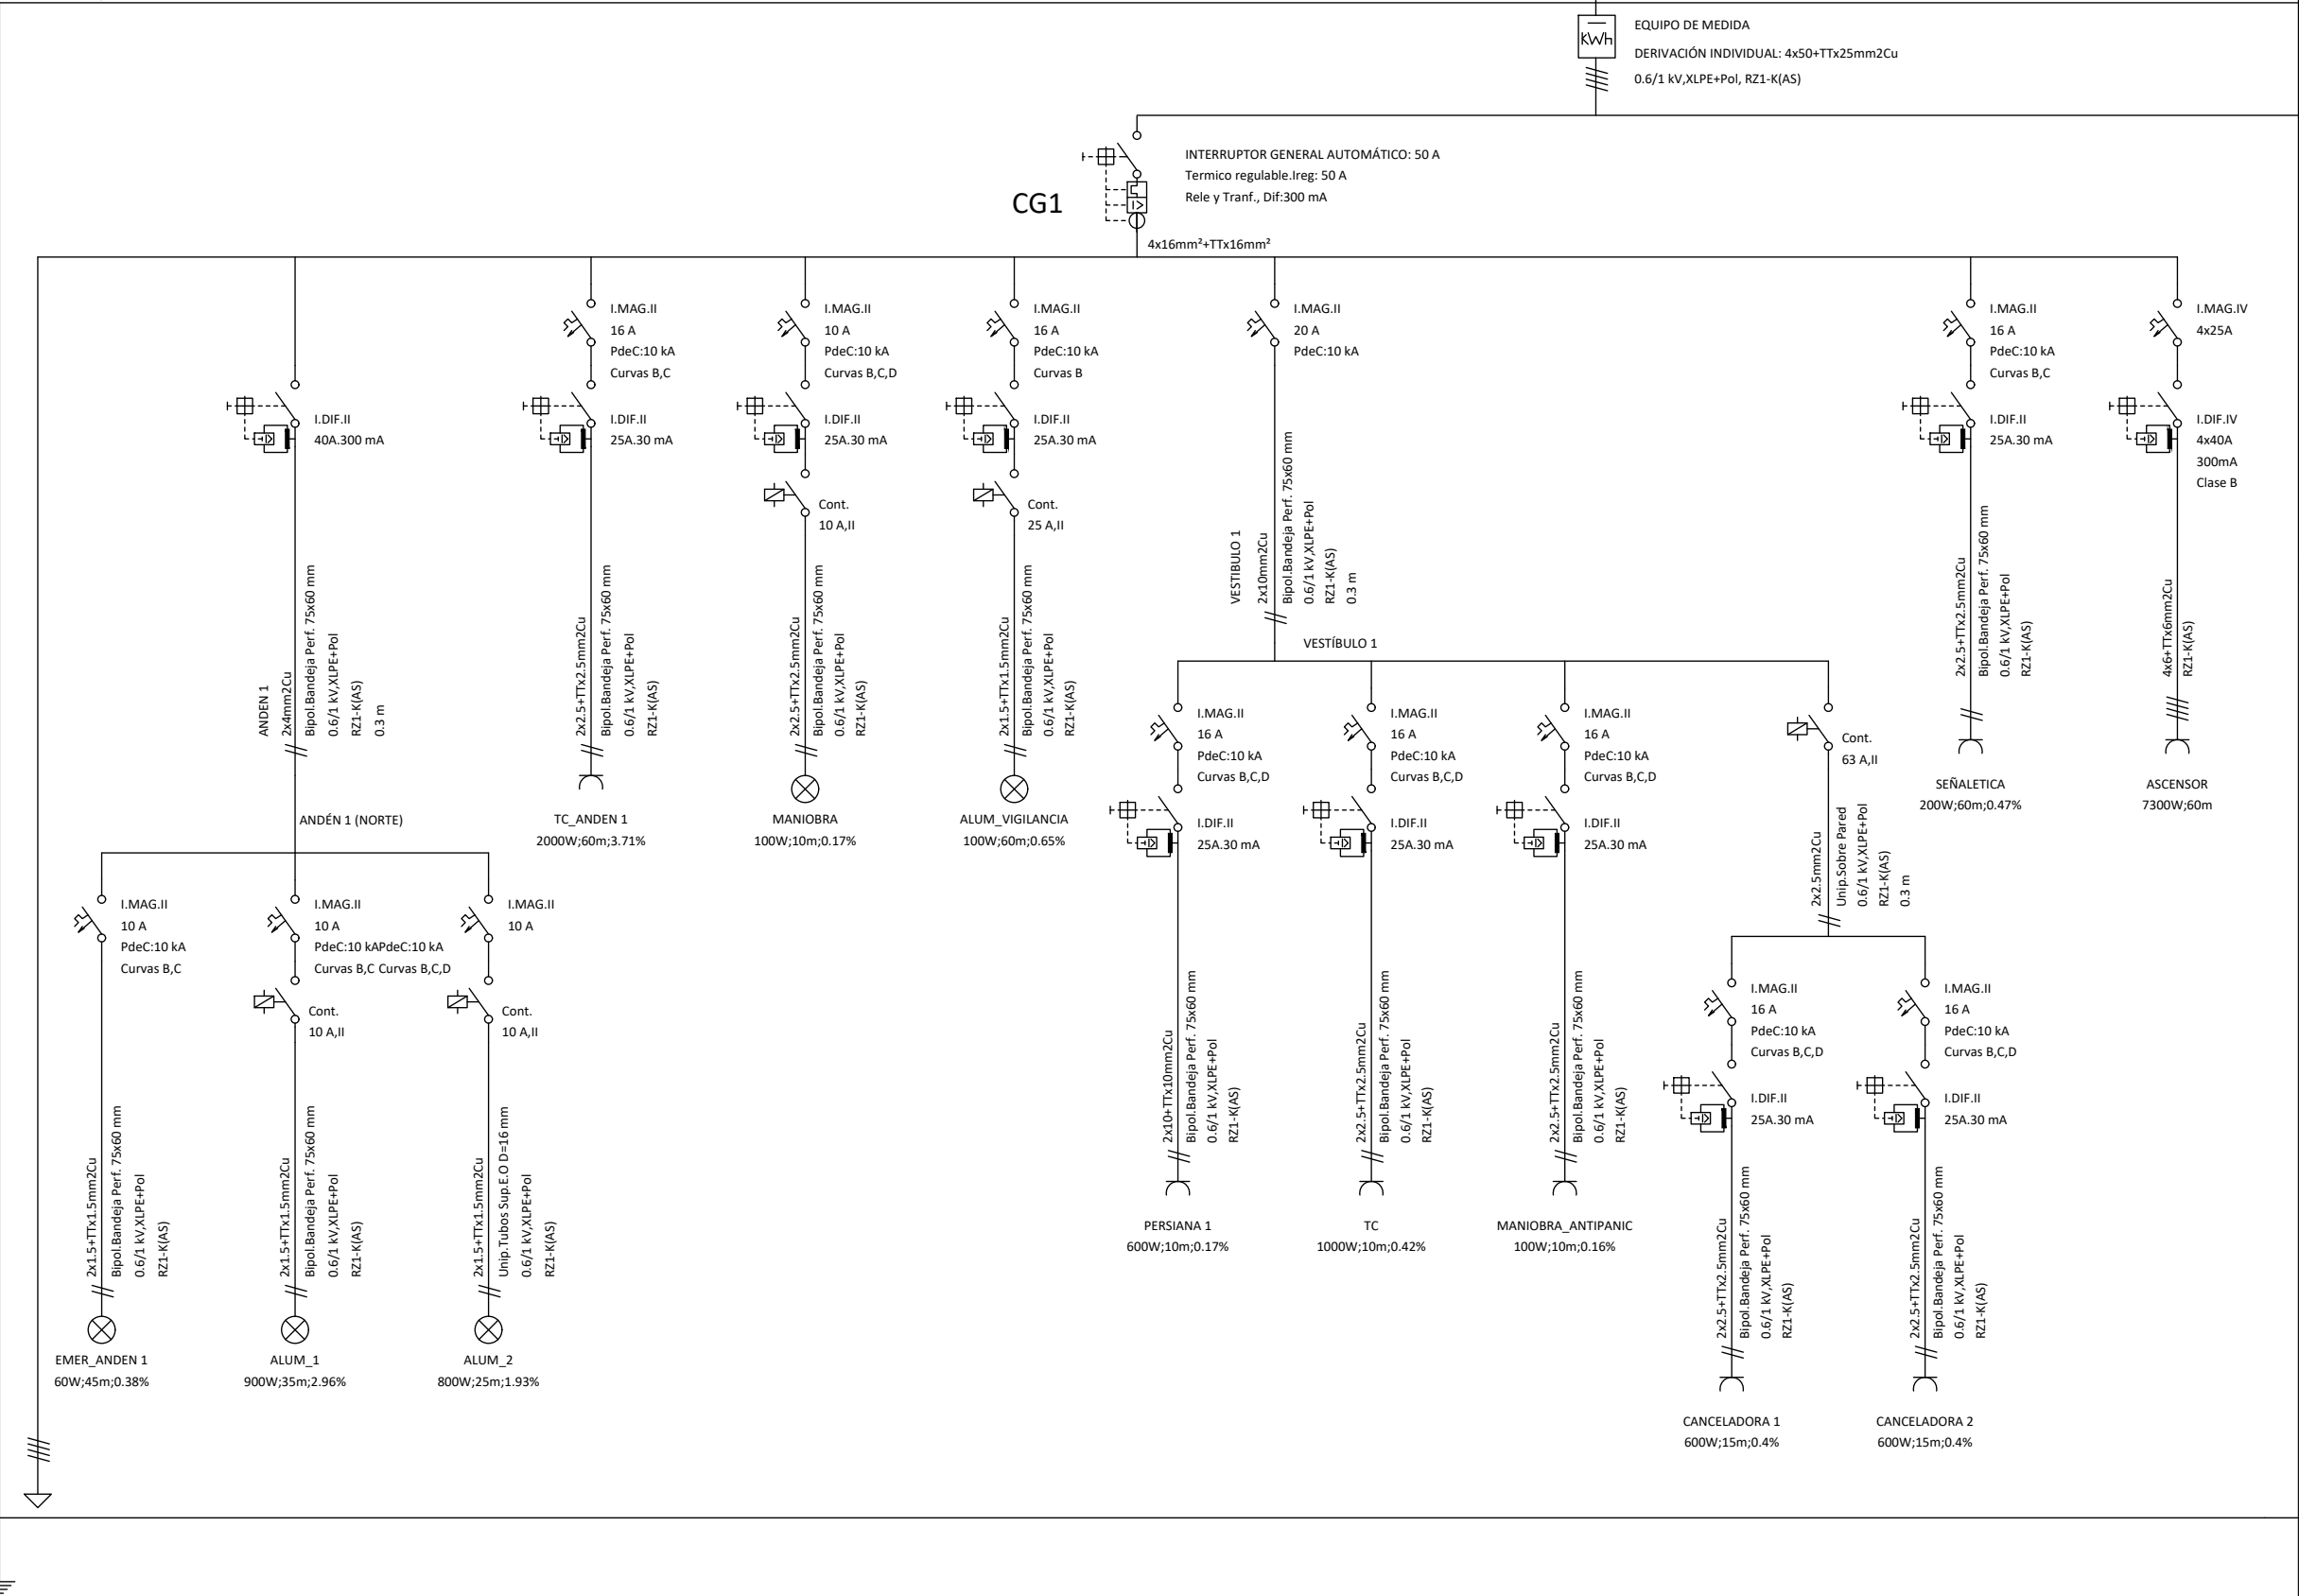 kWh
EQUIPO DE MEDIDA
DERIVACIÓN INDIVIDUAL: 4x50+TTx25mm2Cu
0.6/1 kV,XLPE+Pol, RZ1-K(AS)
CG1
INTERRUPTOR GENERAL AUTOMÁTICO: 50 A
Termico regulable.Ireg: 50 A
Rele y Tranf., Dif:300 mA
4x16mm²+TTx16mm²
I.DIF.II
40A.300 mA
ANDEN 1
2x4mm2Cu
Bipol.Bandeja Perf. 75x60 mm
0.6/1 kV,XLPE+Pol
RZ1-K(AS)
0.3 m
ANDÉN 1 (NORTE)
I.MAG.II
10 A
PdeC:10 kA
Curvas B,C
2x1.5+TTx1.5mm2Cu
Bipol.Bandeja Perf. 75x60 mm
0.6/1 kV,XLPE+Pol
RZ1-K(AS)
EMER_ANDEN 1
60W;45m;0.38%
I.MAG.II
10 A
PdeC:10 kA
Curvas B,C
Cont.
10 A,II
2x1.5+TTx1.5mm2Cu
Bipol.Bandeja Perf. 75x60 mm
0.6/1 kV,XLPE+Pol
RZ1-K(AS)
ALUM_1
900W;35m;2.96%
I.MAG.II
10 A
PdeC:10 kA
Curvas B,C,D
Cont.
10 A,II
2x1.5+TTx1.5mm2Cu
Unip.Tubos Sup.E.O D=16 mm
0.6/1 kV,XLPE+Pol
RZ1-K(AS)
ALUM_2
800W;25m;1.93%
I.MAG.II
16 A
PdeC:10 kA
Curvas B,C
I.DIF.II
25A.30 mA
2x2.5+TTx2.5mm2Cu
Bipol.Bandeja Perf. 75x60 mm
0.6/1 kV,XLPE+Pol
RZ1-K(AS)
TC_ANDEN 1
2000W;60m;3.71%
I.MAG.II
10 A
PdeC:10 kA
Curvas B,C,D
I.DIF.II
25A.30 mA
Cont.
10 A,II
2x2.5+TTx2.5mm2Cu
Bipol.Bandeja Perf. 75x60 mm
0.6/1 kV,XLPE+Pol
RZ1-K(AS)
MANIOBRA
100W;10m;0.17%
I.MAG.II
16 A
PdeC:10 kA
Curvas B
I.DIF.II
25A.30 mA
Cont.
25 A,II
2x1.5+TTx1.5mm2Cu
Bipol.Bandeja Perf. 75x60 mm
0.6/1 kV,XLPE+Pol
RZ1-K(AS)
ALUM_VIGILANCIA
100W;60m;0.65%
I.MAG.II
20 A
PdeC:10 kA
VESTIBULO 1
2x10mm2Cu
Bipol.Bandeja Perf. 75x60 mm
0.6/1 kV,XLPE+Pol
RZ1-K(AS)
0.3 m
VESTÍBULO 1
I.MAG.II
16 A
PdeC:10 kA
Curvas B,C,D
I.DIF.II
25A.30 mA
2x10+TTx10mm2Cu
Bipol.Bandeja Perf. 75x60 mm
0.6/1 kV,XLPE+Pol
RZ1-K(AS)
PERSIANA 1
600W;10m;0.17%
I.MAG.II
16 A
PdeC:10 kA
Curvas B,C,D
I.DIF.II
25A.30 mA
2x2.5+TTx2.5mm2Cu
Bipol.Bandeja Perf. 75x60 mm
0.6/1 kV,XLPE+Pol
RZ1-K(AS)
TC
1000W;10m;0.42%
I.MAG.II
16 A
PdeC:10 kA
Curvas B,C,D
I.DIF.II
25A.30 mA
2x2.5+TTx2.5mm2Cu
Bipol.Bandeja Perf. 75x60 mm
0.6/1 kV,XLPE+Pol
RZ1-K(AS)
MANIOBRA_ANTIPANIC
100W;10m;0.16%
Cont.
63 A,II
2x2.5mm2Cu
Unip.Sobre Pared
0.6/1 kV,XLPE+Pol
RZ1-K(AS)
0.3 m
I.MAG.II
16 A
PdeC:10 kA
Curvas B,C,D
I.DIF.II
25A.30 mA
2x2.5+TTx2.5mm2Cu
Bipol.Bandeja Perf. 75x60 mm
0.6/1 kV,XLPE+Pol
RZ1-K(AS)
CANCELADORA 1
600W;15m;0.4%
I.MAG.II
16 A
PdeC:10 kA
Curvas B,C,D
I.DIF.II
25A.30 mA
2x2.5+TTx2.5mm2Cu
Bipol.Bandeja Perf. 75x60 mm
0.6/1 kV,XLPE+Pol
RZ1-K(AS)
CANCELADORA 2
600W;15m;0.4%
I.MAG.II
16 A
PdeC:10 kA
Curvas B,C
I.DIF.II
25A.30 mA
2x2.5+TTx2.5mm2Cu
Bipol.Bandeja Perf. 75x60 mm
0.6/1 kV,XLPE+Pol
RZ1-K(AS)
SEÑALETICA
200W;60m;0.47%
I.MAG.IV
4x25A
I.DIF.IV
4x40A
300mA
Clase B
4x6+TTx6mm2Cu
RZ1-K(AS)
ASCENSOR
7300W;60m